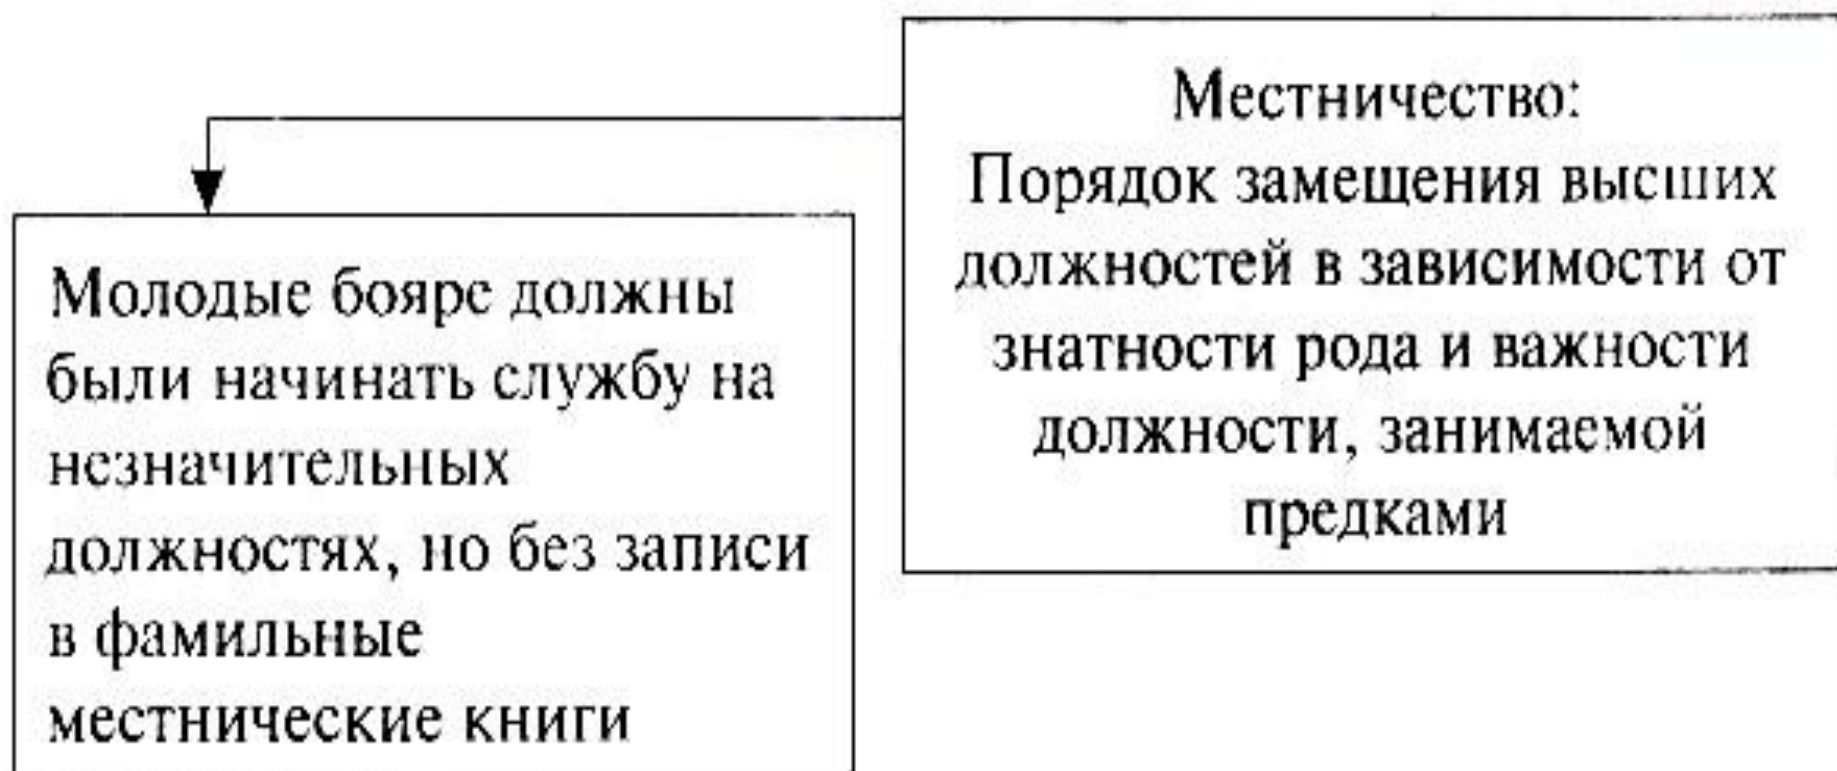 Местничество:
Порядок замещения высших
должностей в зависимости от
знатности рода и важности
должности, занимаемой
предками
Молодые бояре должны
были начинать службу на
незначительных
должностях, но без записи
в фамильные
местнические книги